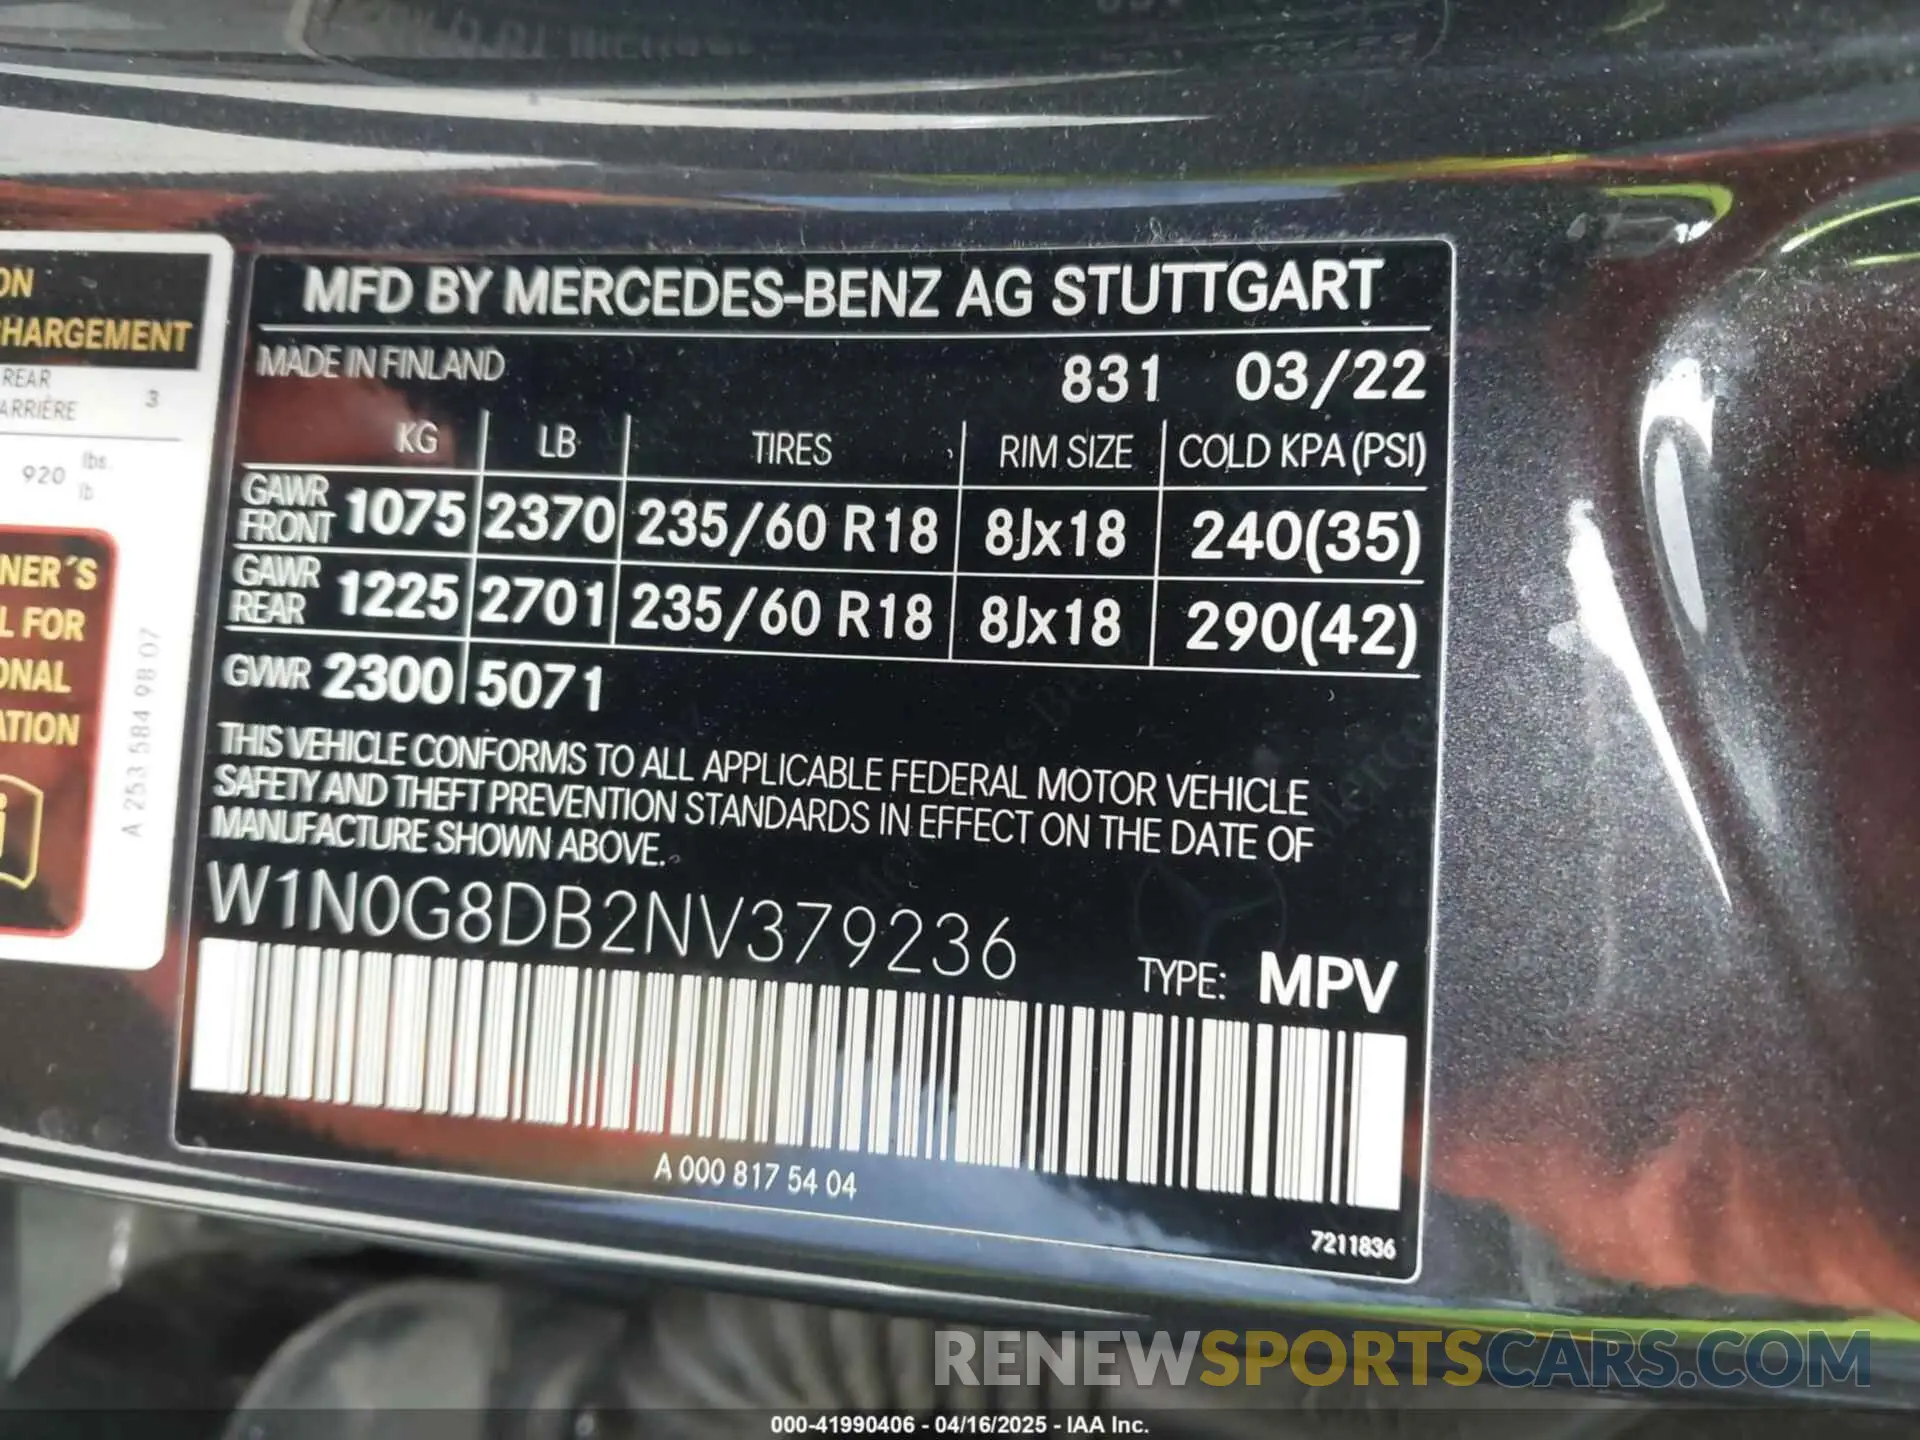 MFD BY MERCEDES-BENZ AG STUTTGART
MADE IN FINLAND 831 03/22
KG LB TIRES RIM SIZE COLD KPA (PSI)
GAWR FRONT 1075 2370 235/60 R18 8Jx18 240(35)
GAWR REAR 1225 2701 235/60 R18 8Jx18 290(42)
GVWR 2300 5071
THIS VEHICLE CONFORMS TO ALL APPLICABLE FEDERAL MOTOR VEHICLE
SAFETY AND THEFT PREVENTION STANDARDS IN EFFECT ON THE DATE OF
MANUFACTURE SHOWN ABOVE.
W1N0G8DB2NV379236
TYPE: MPV
A 000 817 54 04
7211836
ON
CHARGEMENT
REAR
ARRIÈRE 3
920 lbs.
lb
NER´S
L FOR
ONAL
ATION
A 253 584 98 07
RENEWSPORTSCARS.COM
000-41990406 - 04/16/2025 - IAA Inc.